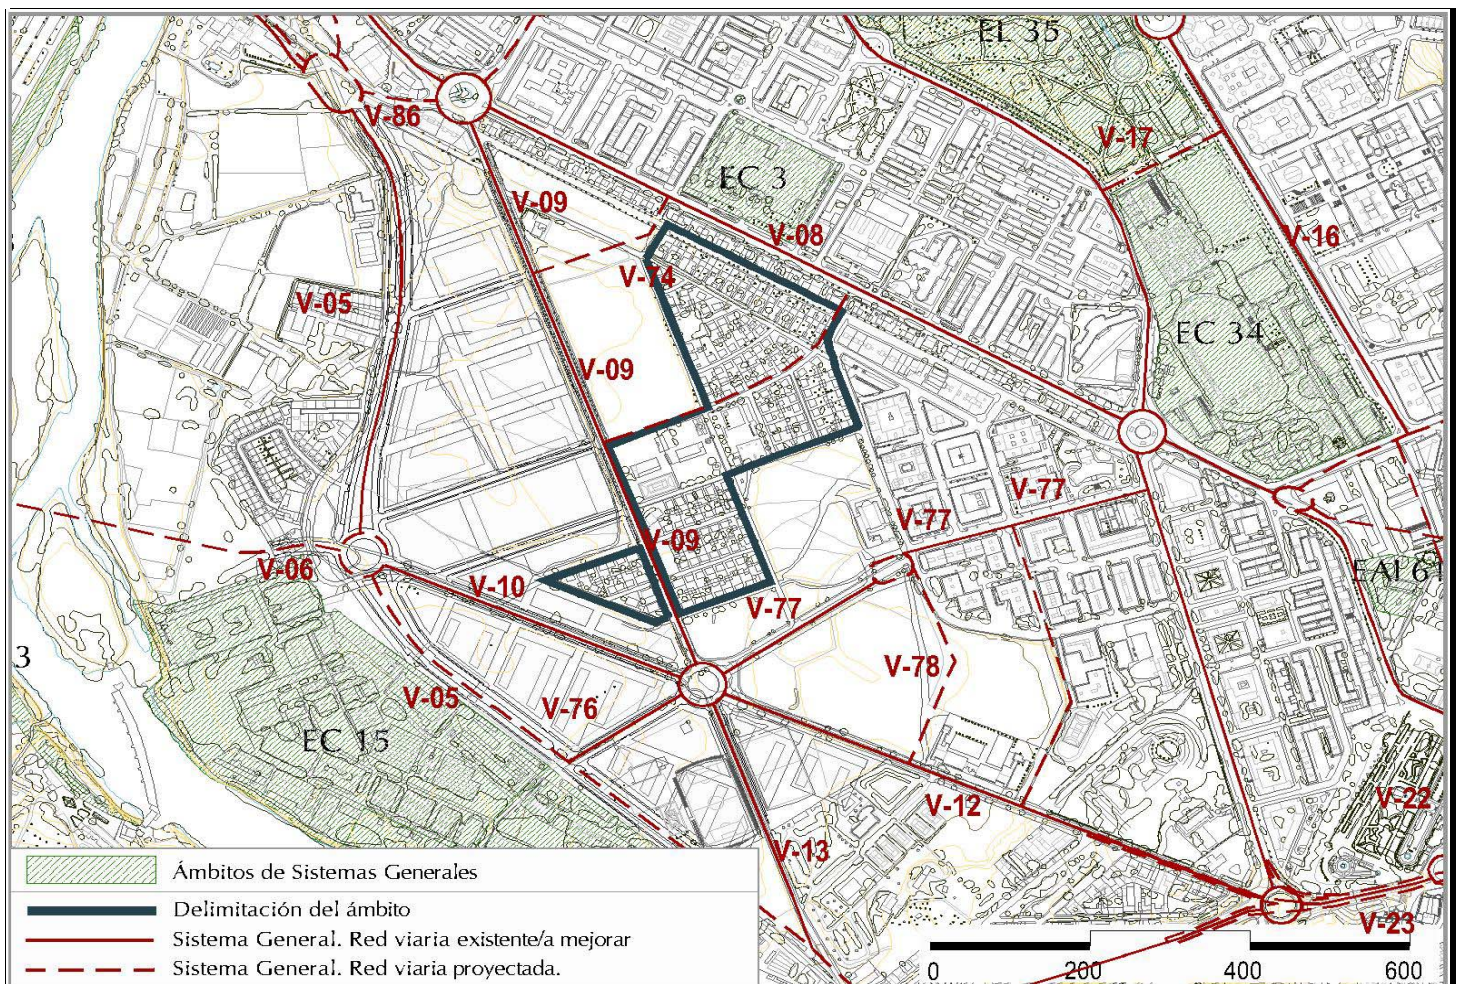 EL 35
V-86
V-17
EC 3
V-09
V-08
V-16
V-74
V-05
EC 34
V-09
V-77
V-77
V-09
V-06
V-10
EAI 61
V-77
3
V-78
V-05
V-76
EC 15
V-12
V-22
V-13
V-23
Ámbitos de Sistemas Generales
Delimitación del ámbito
Sistema General. Red viaria existente/a mejorar
Sistema General. Red viaria proyectada.
0 200 400 600